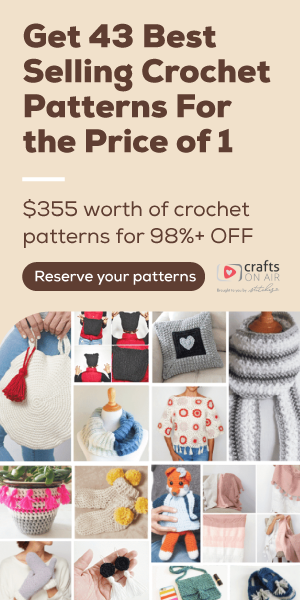 Get 43 Best
Selling Crochet
Patterns For
the Price of 1
$355 worth of crochet
patterns for 98%+ OFF
Reserve your patterns
crafts
ON AIR